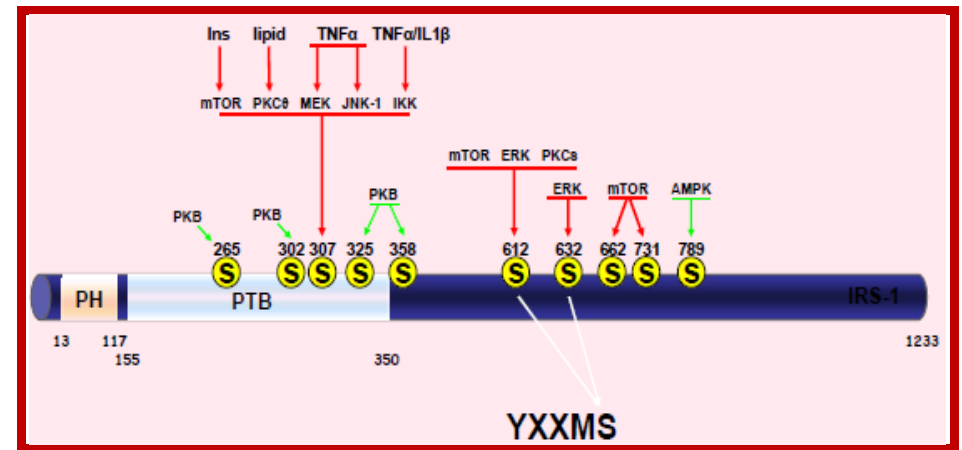 Ins lipid TNFα TNFα/IL1β
mTOR PKCθ MEK JNK-1 IKK
mTOR ERK PKCs
PKB ERK mTOR AMPK
PKB PKB
265 302 307 325 358 612 632 662 731 789
S S S S S S S S S S
PH PTB IRS-1
13 117 1233
155 350
YXXMS